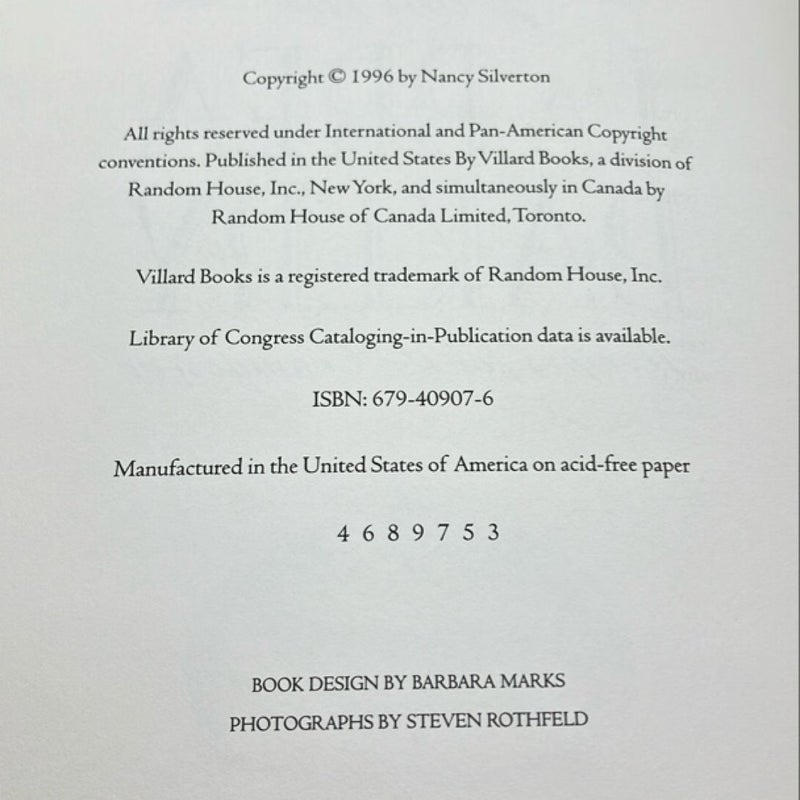 Copyright © 1996 by Nancy Silverton
All rights reserved under International and Pan-American Copyright
conventions. Published in the United States By Villard Books, a division of
Random House, Inc., New York, and simultaneously in Canada by
Random House of Canada Limited, Toronto.
Villard Books is a registered trademark of Random House, Inc.
Library of Congress Cataloging-in-Publication data is available.
ISBN: 679-40907-6
Manufactured in the United States of America on acid-free paper
4 6 8 9 7 5 3
BOOK DESIGN BY BARBARA MARKS
PHOTOGRAPHS BY STEVEN ROTHFELD